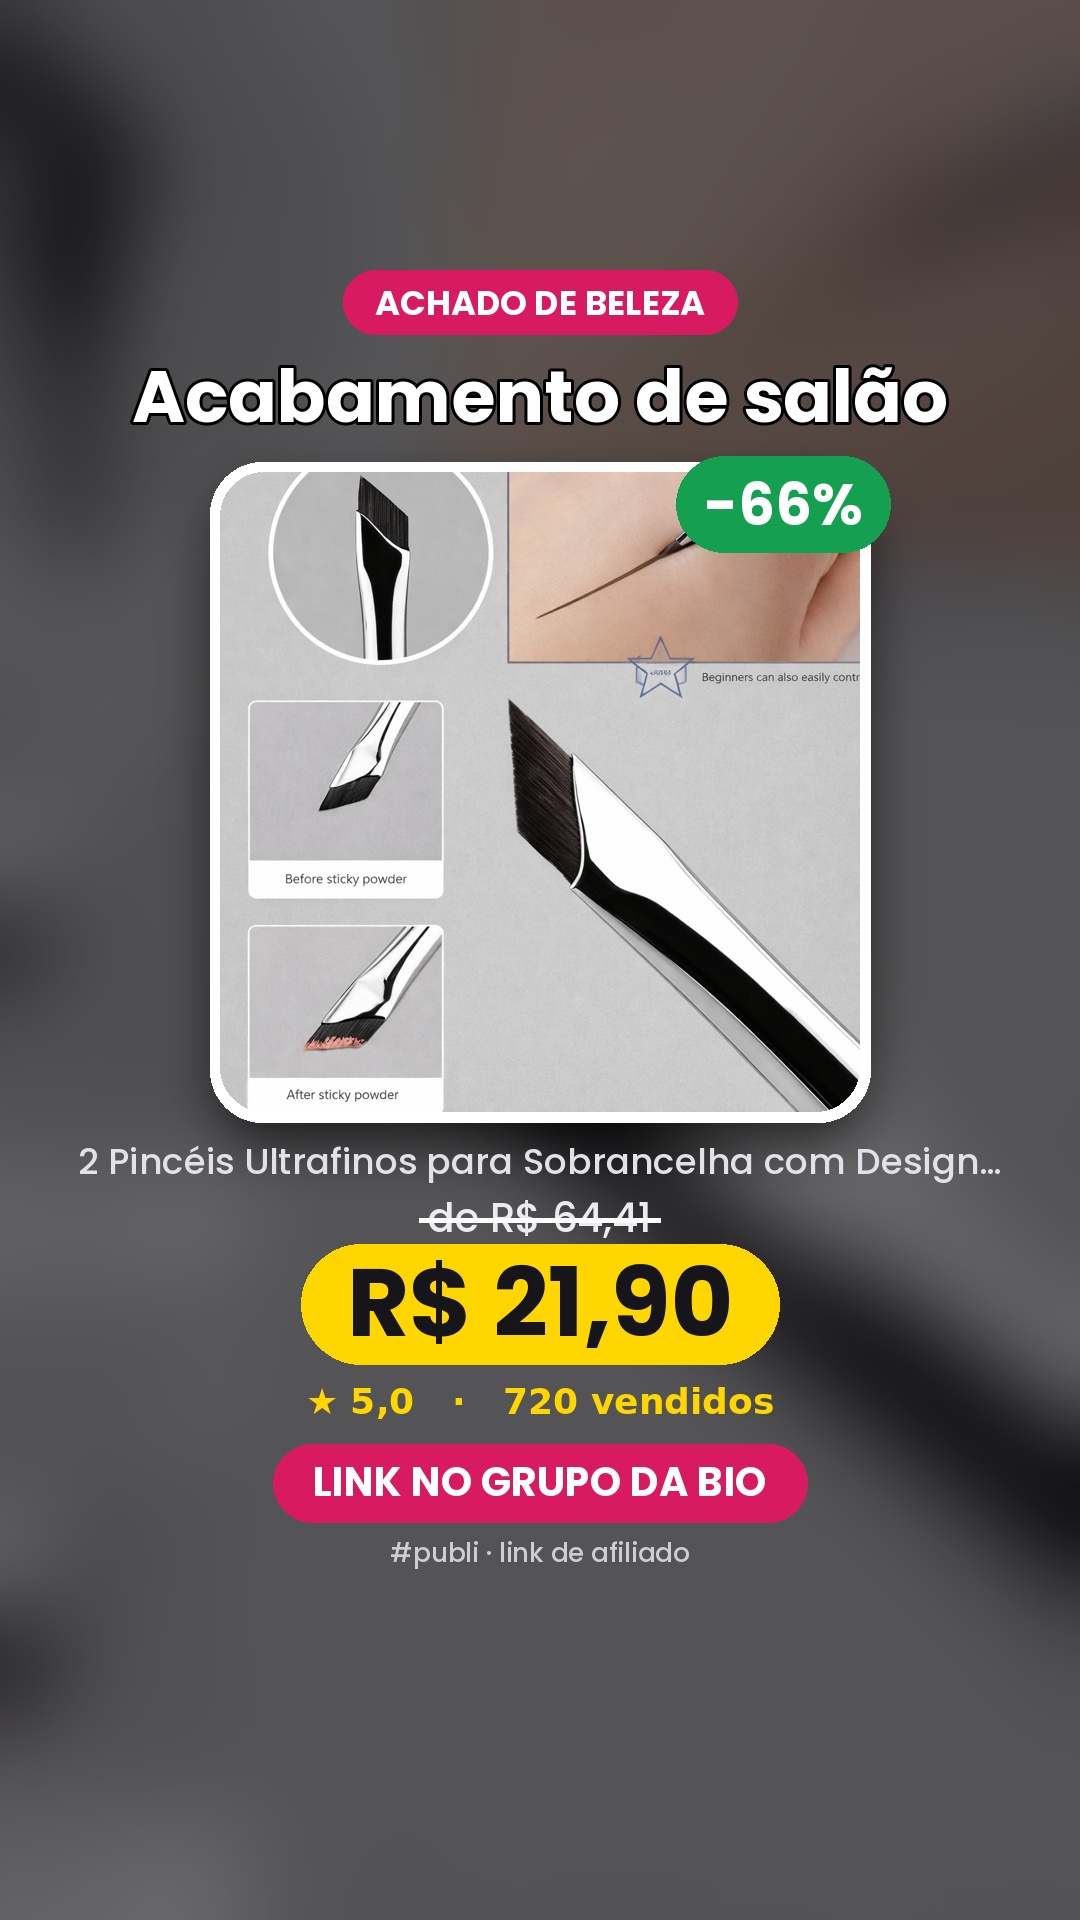 ACHADO DE BELEZA
Acabamento de salão
-66%
Beginners can also easily contr
Before sticky powder
After sticky powder
2 Pincéis Ultrafinos para Sobrancelha com Design...
de R$ 64,41
R$ 21,90
★ 5,0 · 720 vendidos
LINK NO GRUPO DA BIO
#publi · link de afiliado